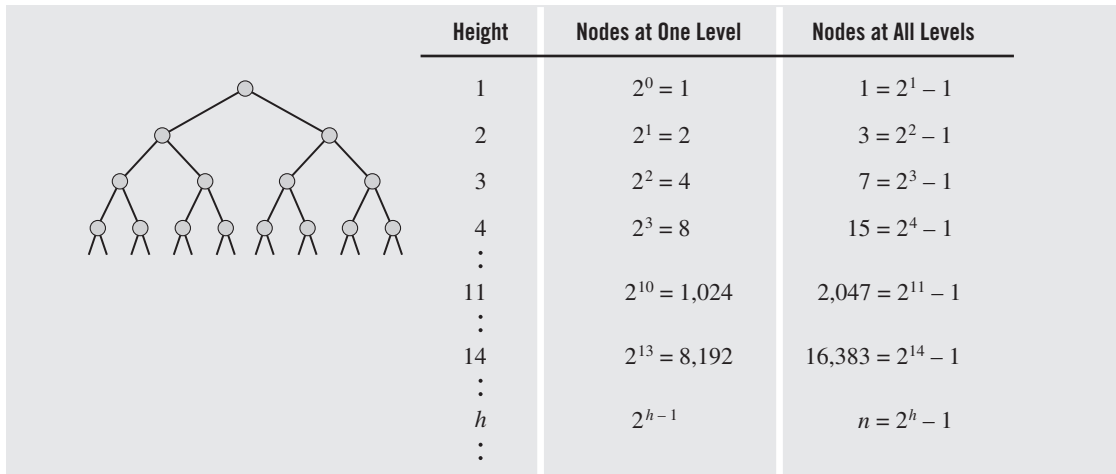 Height Nodes at One Level Nodes at All Levels
1 2⁰ = 1 1 = 2¹ – 1
2 2¹ = 2 3 = 2² – 1
3 2² = 4 7 = 2³ – 1
4 2³ = 8 15 = 2⁴ – 1
⋮
11 2¹⁰ = 1,024 2,047 = 2¹¹ – 1
⋮
14 2¹³ = 8,192 16,383 = 2¹⁴ – 1
⋮
h 2ʰ⁻¹ n = 2ʰ – 1
⋮